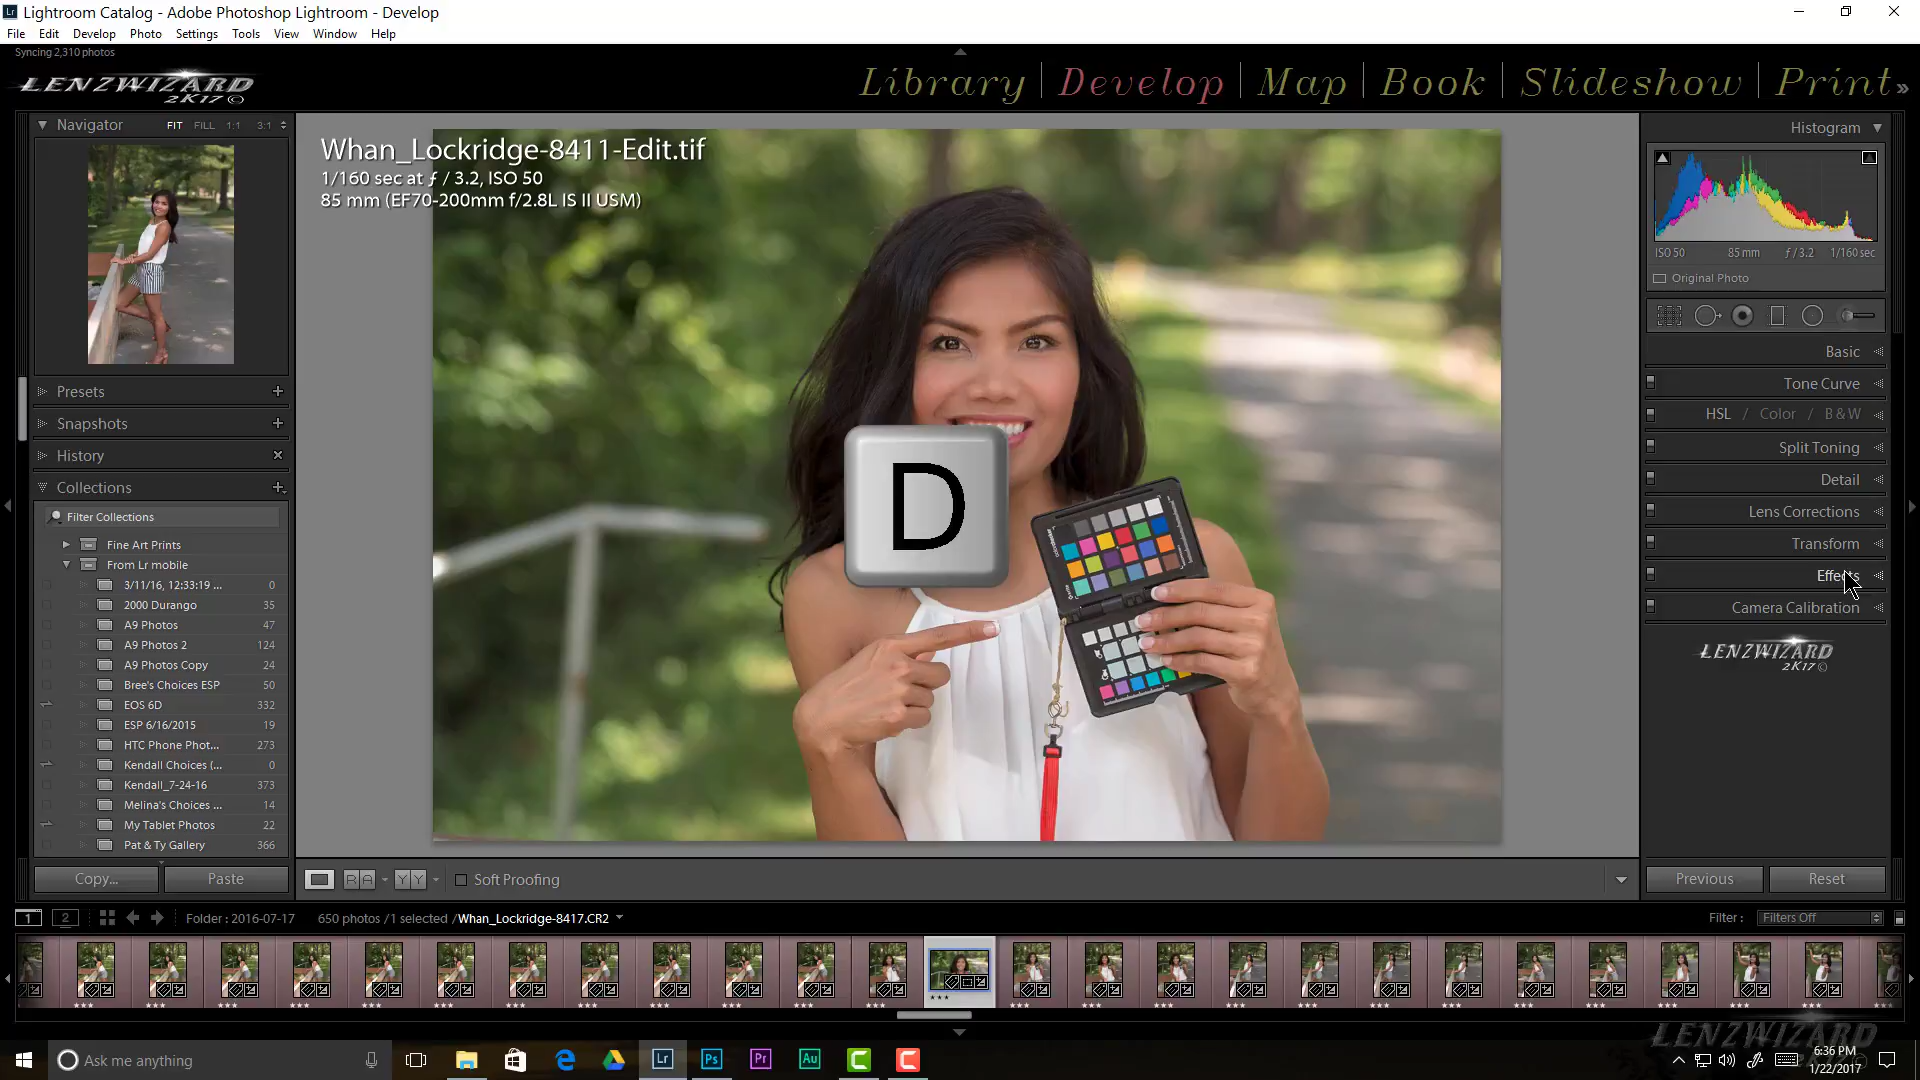 Lightroom Catalog - Adobe Photoshop Lightroom - Develop
File Edit Develop Photo Settings Tools View Window Help
Syncing 2,310 photos
LENZWIZARD
2K17©
Library | Develop | Map | Book | Slideshow | Print
Navigator FIT FILL 1:1 3:1
Presets
Snapshots
History
Collections
Filter Collections
Fine Art Prints
From Lr mobile
3/11/16, 12:33:19 ... 0
2000 Durango 35
A9 Photos 47
A9 Photos 2 124
A9 Photos Copy 24
Bree's Choices ESP 50
EOS 6D 332
ESP 6/16/2015 19
HTC Phone Phot... 273
Kendall Choices (... 0
Kendall_7-24-16 373
Melina's Choices ... 14
My Tablet Photos 22
Pat & Ty Gallery 366
Copy... Paste
Whan_Lockridge-8411-Edit.tif
1/160 sec at ƒ / 3.2, ISO 50
85 mm (EF70-200mm f/2.8L IS II USM)
D
R A Y Y Soft Proofing
Histogram
ISO 50 85 mm ƒ / 3.2 1/160 sec
Original Photo
Basic
Tone Curve
HSL / Color / B & W
Split Toning
Detail
Lens Corrections
Transform
Effects
Camera Calibration
LENZWIZARD
2K17©
Previous Reset
1 2 Folder : 2016-07-17 650 photos / 1 selected / Whan_Lockridge-8417.CR2 Filter : Filters Off
LENZWIZARD
Ask me anything
Lr Ps Pr Au
6:36 PM
1/22/2017